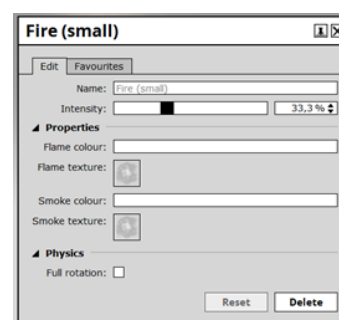 Fire (small)
Edit Favourites
Name: Fire (small)
Intensity: 33,3 %
Properties
Flame colour:
Flame texture:
Smoke colour:
Smoke texture:
Physics
Full rotation:
Reset Delete